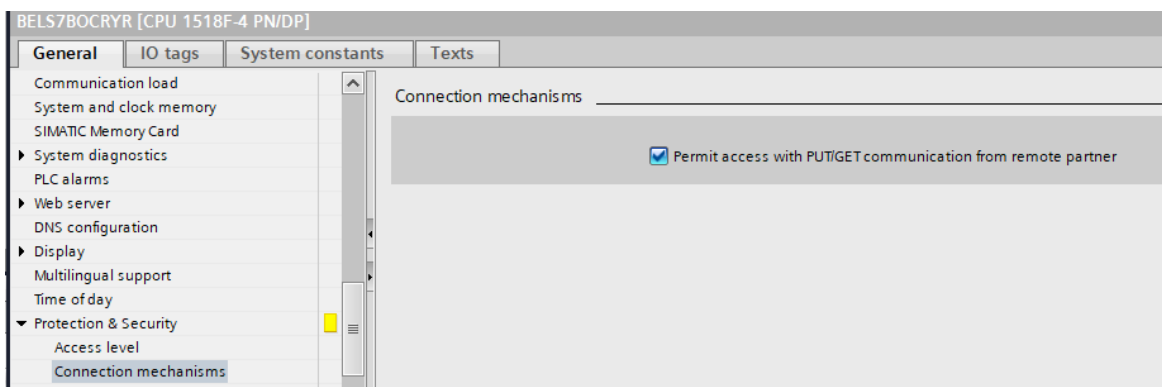 BELS7BOCRYR [CPU 1518F-4 PN/DP]
General IO tags System constants Texts
Communication load
System and clock memory
SIMATIC Memory Card
System diagnostics
PLC alarms
Web server
DNS configuration
Display
Multilingual support
Time of day
Protection & Security
Access level
Connection mechanisms
Connection mechanisms
Permit access with PUT/GET communication from remote partner